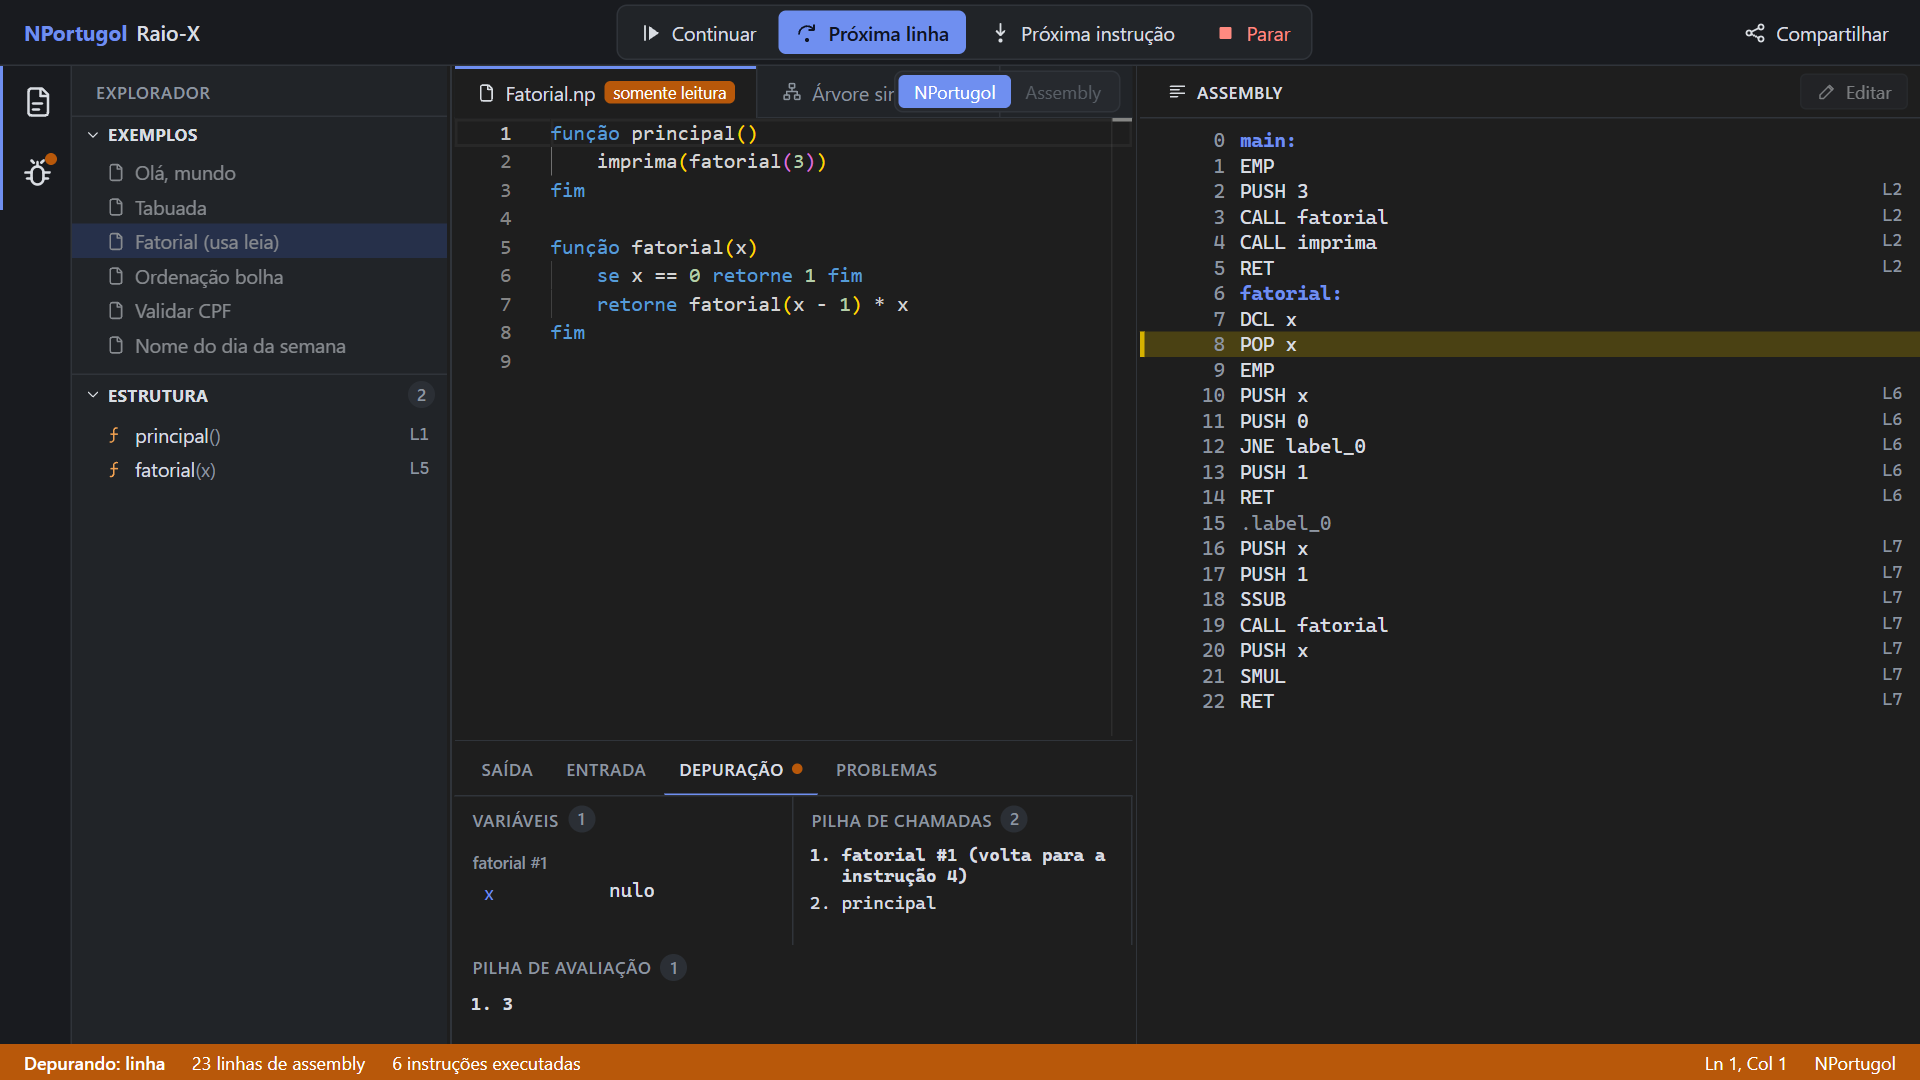 NPortugol Raio-X
Continuar
Próxima linha
Próxima instrução
Parar
Compartilhar
EXPLORADOR
EXEMPLOS
Olá, mundo
Tabuada
Fatorial (usa leia)
Ordenação bolha
Validar CPF
Nome do dia da semana
ESTRUTURA 2
principal() L1
fatorial(x) L5
Fatorial.np somente leitura
Árvore sin
NPortugol
Assembly
1 função principal()
2 imprima(fatorial(3))
3 fim
4
5 função fatorial(x)
6 se x == 0 retorne 1 fim
7 retorne fatorial(x - 1) * x
8 fim
9
SAÍDA
ENTRADA
DEPURAÇÃO
PROBLEMAS
VARIÁVEIS 1
fatorial #1
x nulo
PILHA DE CHAMADAS 2
1. fatorial #1 (volta para a
instrução 4)
2. principal
PILHA DE AVALIAÇÃO 1
1. 3
ASSEMBLY
Editar
0 main:
1 EMP
2 PUSH 3 L2
3 CALL fatorial L2
4 CALL imprima L2
5 RET L2
6 fatorial:
7 DCL x
8 POP x
9 EMP
10 PUSH x L6
11 PUSH 0 L6
12 JNE label_0 L6
13 PUSH 1 L6
14 RET L6
15 .label_0
16 PUSH x L7
17 PUSH 1 L7
18 SSUB L7
19 CALL fatorial L7
20 PUSH x L7
21 SMUL L7
22 RET L7
Depurando: linha
23 linhas de assembly
6 instruções executadas
Ln 1, Col 1
NPortugol